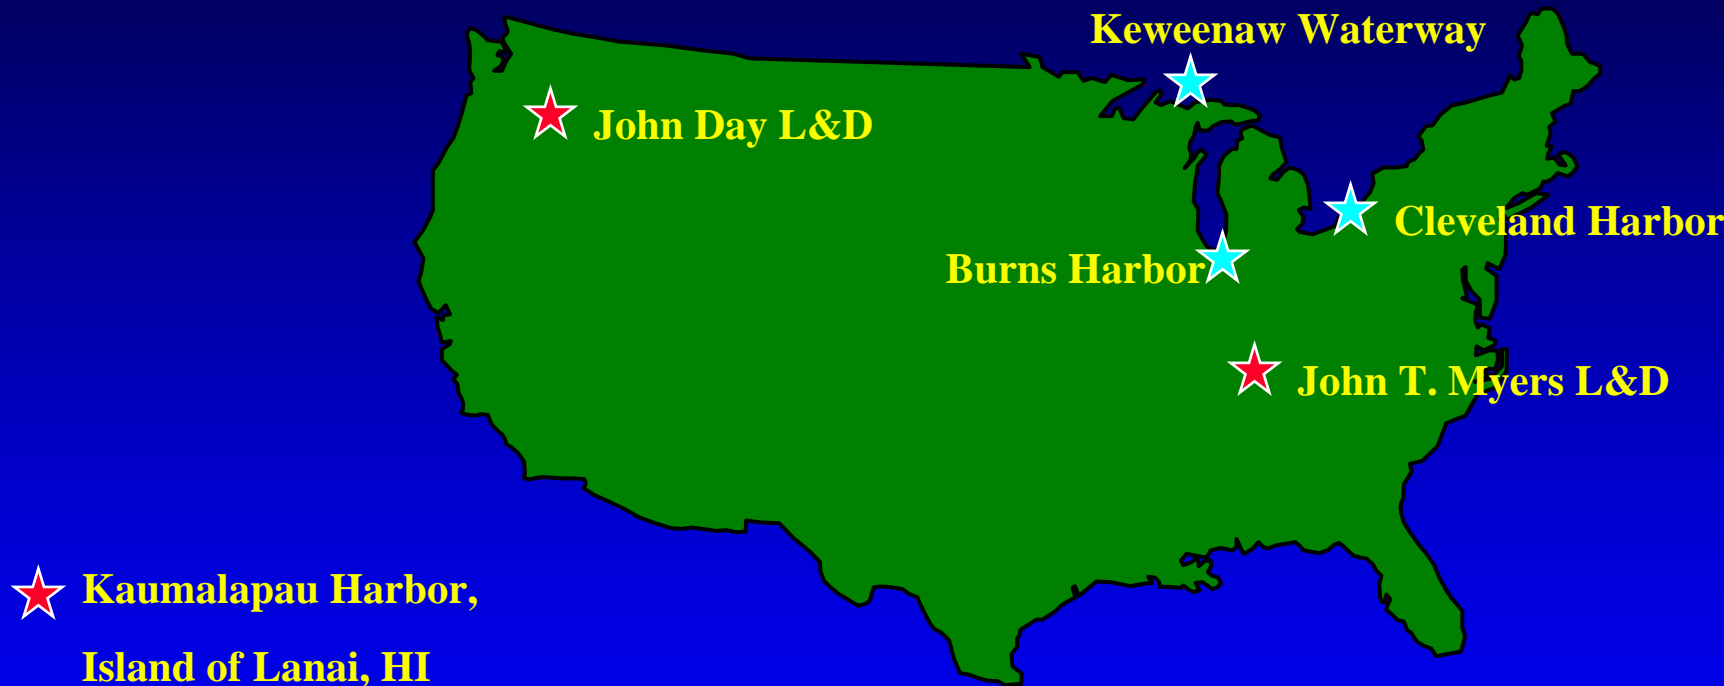 Keweenaw Waterway
John Day L&D
Cleveland Harbor
Burns Harbor
John T. Myers L&D
Kaumalapau Harbor,
Island of Lanai, HI